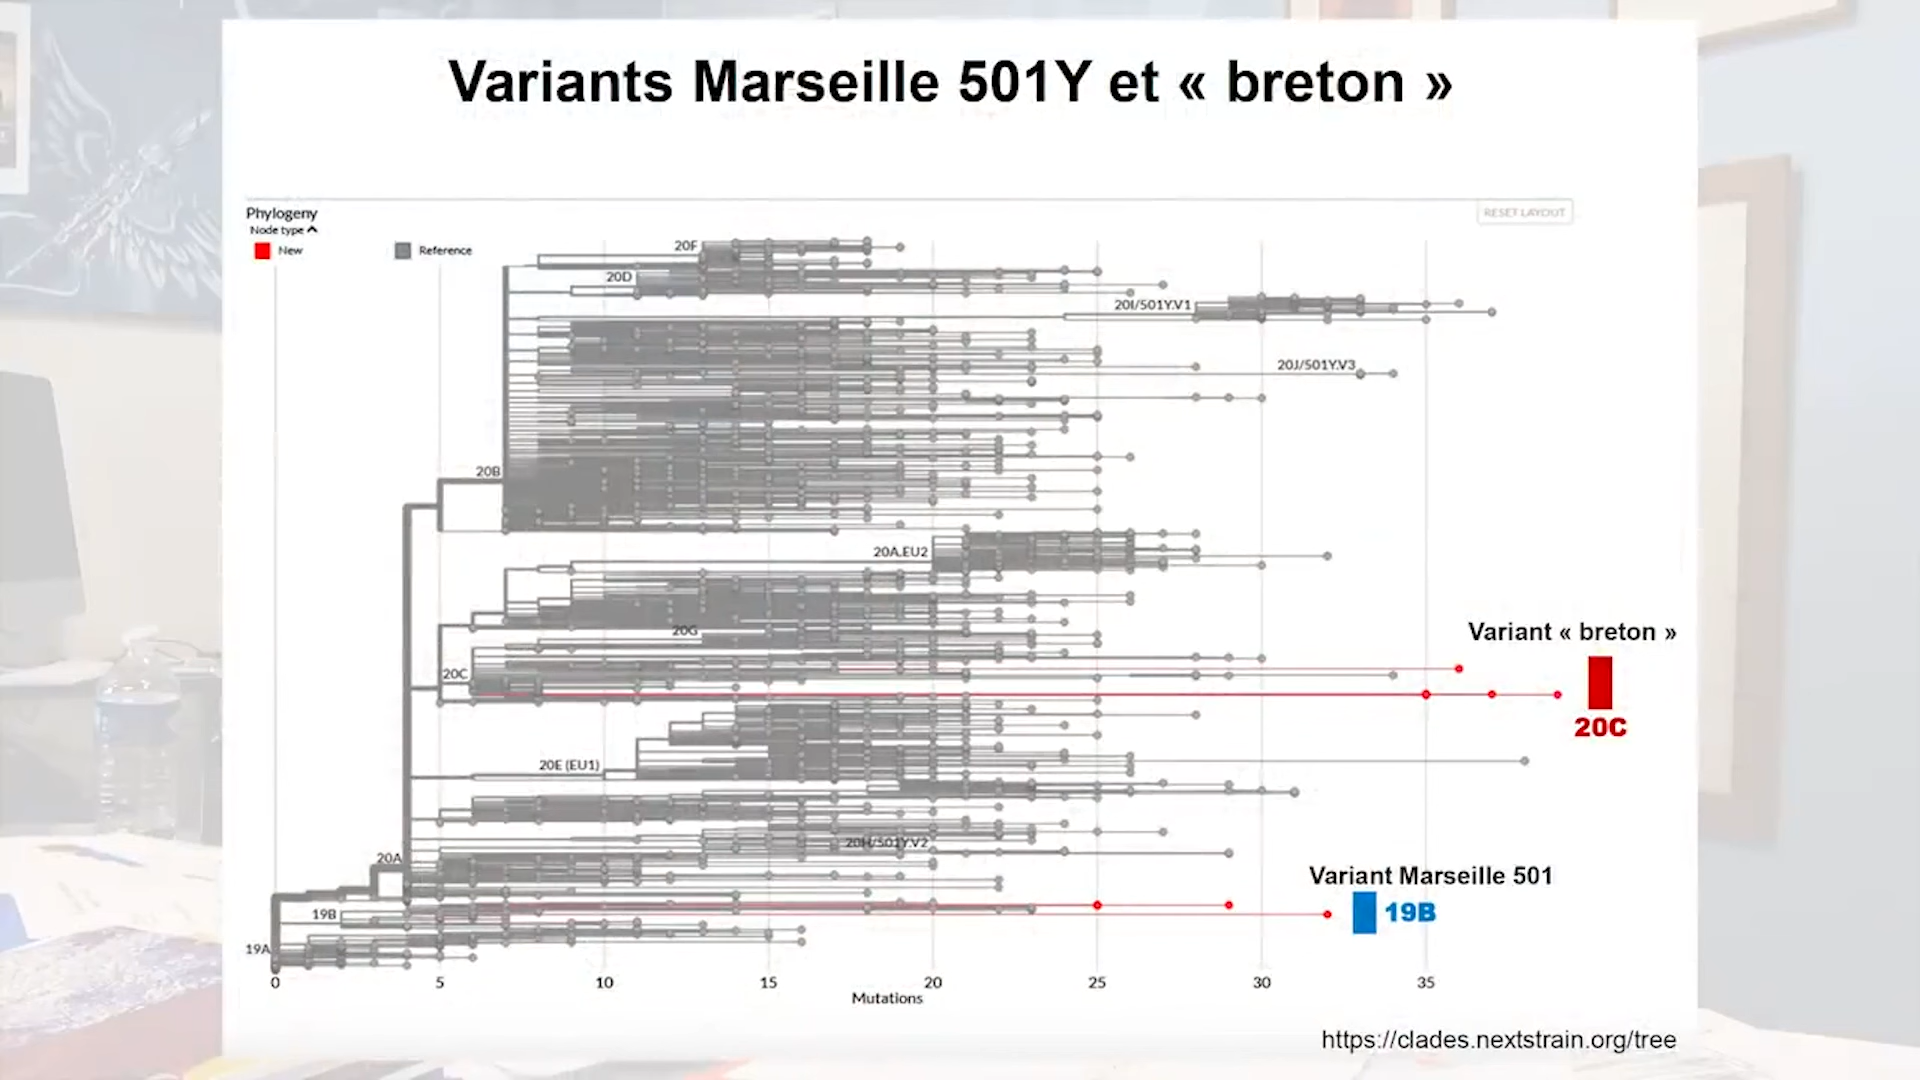 Variants Marseille 501Y et « breton »
Phylogeny
Node type
New
Reference
RESET LAYOUT
20F
20D
20I/501Y.V1
20J/501Y.V3
20B
20A.EU2
20G
Variant « breton »
20C
20C
20E (EU1)
20H/501Y.V2
20A
Variant Marseille 501
19B
19B
19A
0 5 10 15 20 25 30 35
Mutations
https://clades.nextstrain.org/tree